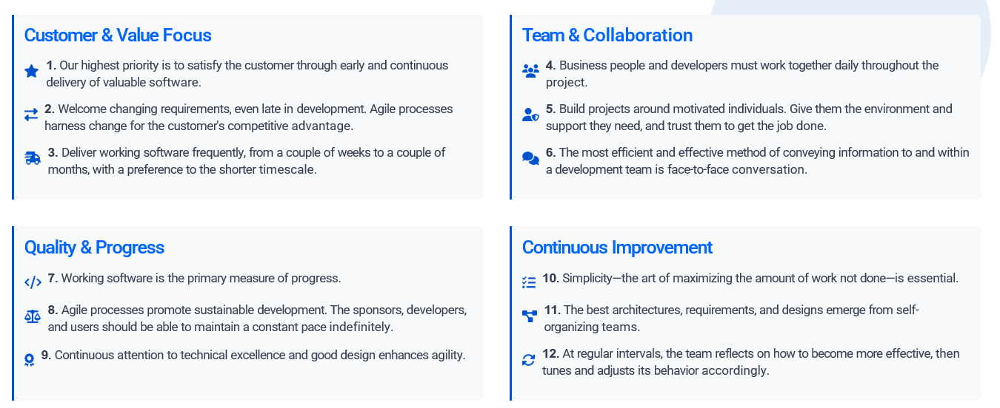 Customer & Value Focus
1. Our highest priority is to satisfy the customer through early and continuous
delivery of valuable software.
2. Welcome changing requirements, even late in development. Agile processes
harness change for the customer's competitive advantage.
3. Deliver working software frequently, from a couple of weeks to a couple of
months, with a preference to the shorter timescale.
Team & Collaboration
4. Business people and developers must work together daily throughout the
project.
5. Build projects around motivated individuals. Give them the environment and
support they need, and trust them to get the job done.
6. The most efficient and effective method of conveying information to and within
a development team is face-to-face conversation.
Quality & Progress
7. Working software is the primary measure of progress.
8. Agile processes promote sustainable development. The sponsors, developers,
and users should be able to maintain a constant pace indefinitely.
9. Continuous attention to technical excellence and good design enhances agility.
Continuous Improvement
10. Simplicity—the art of maximizing the amount of work not done—is essential.
11. The best architectures, requirements, and designs emerge from self-
organizing teams.
12. At regular intervals, the team reflects on how to become more effective, then
tunes and adjusts its behavior accordingly.